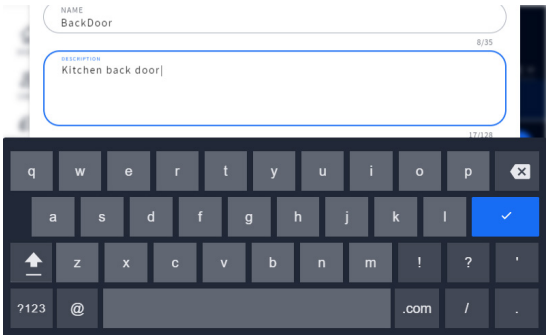 NAME
BackDoor
8/35
DESCRIPTION
Kitchen back door
17/128
q w e r t y u i o p
a s d f g h j k l
z x c v b n m ! ? '
?123 @ .com / .